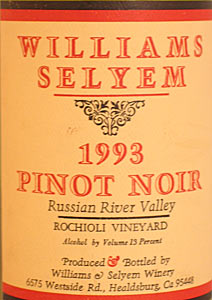 WILLIAMS
SELYEM
1993
PINOT NOIR
Russian River Valley
ROCHIOLI VINEYARD
Alcohol by Volume 13 Percent
Produced & Bottled by
Williams & Selyem Winery
6575 Westside Rd., Healdsburg, Ca 95448